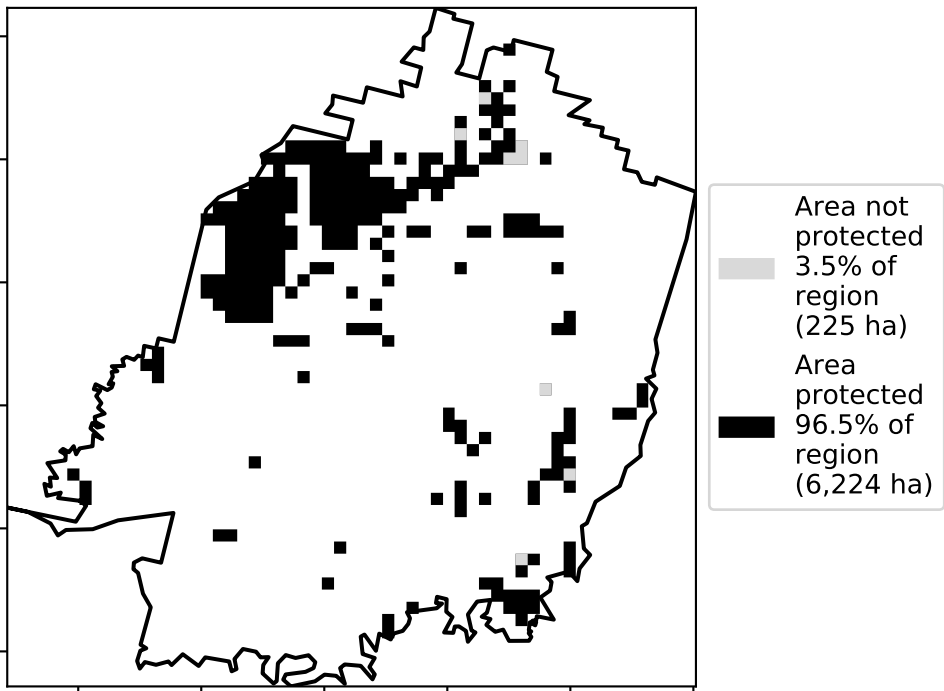 Area not
protected
3.5% of
region
(225 ha)
Area
protected
96.5% of
region
(6,224 ha)